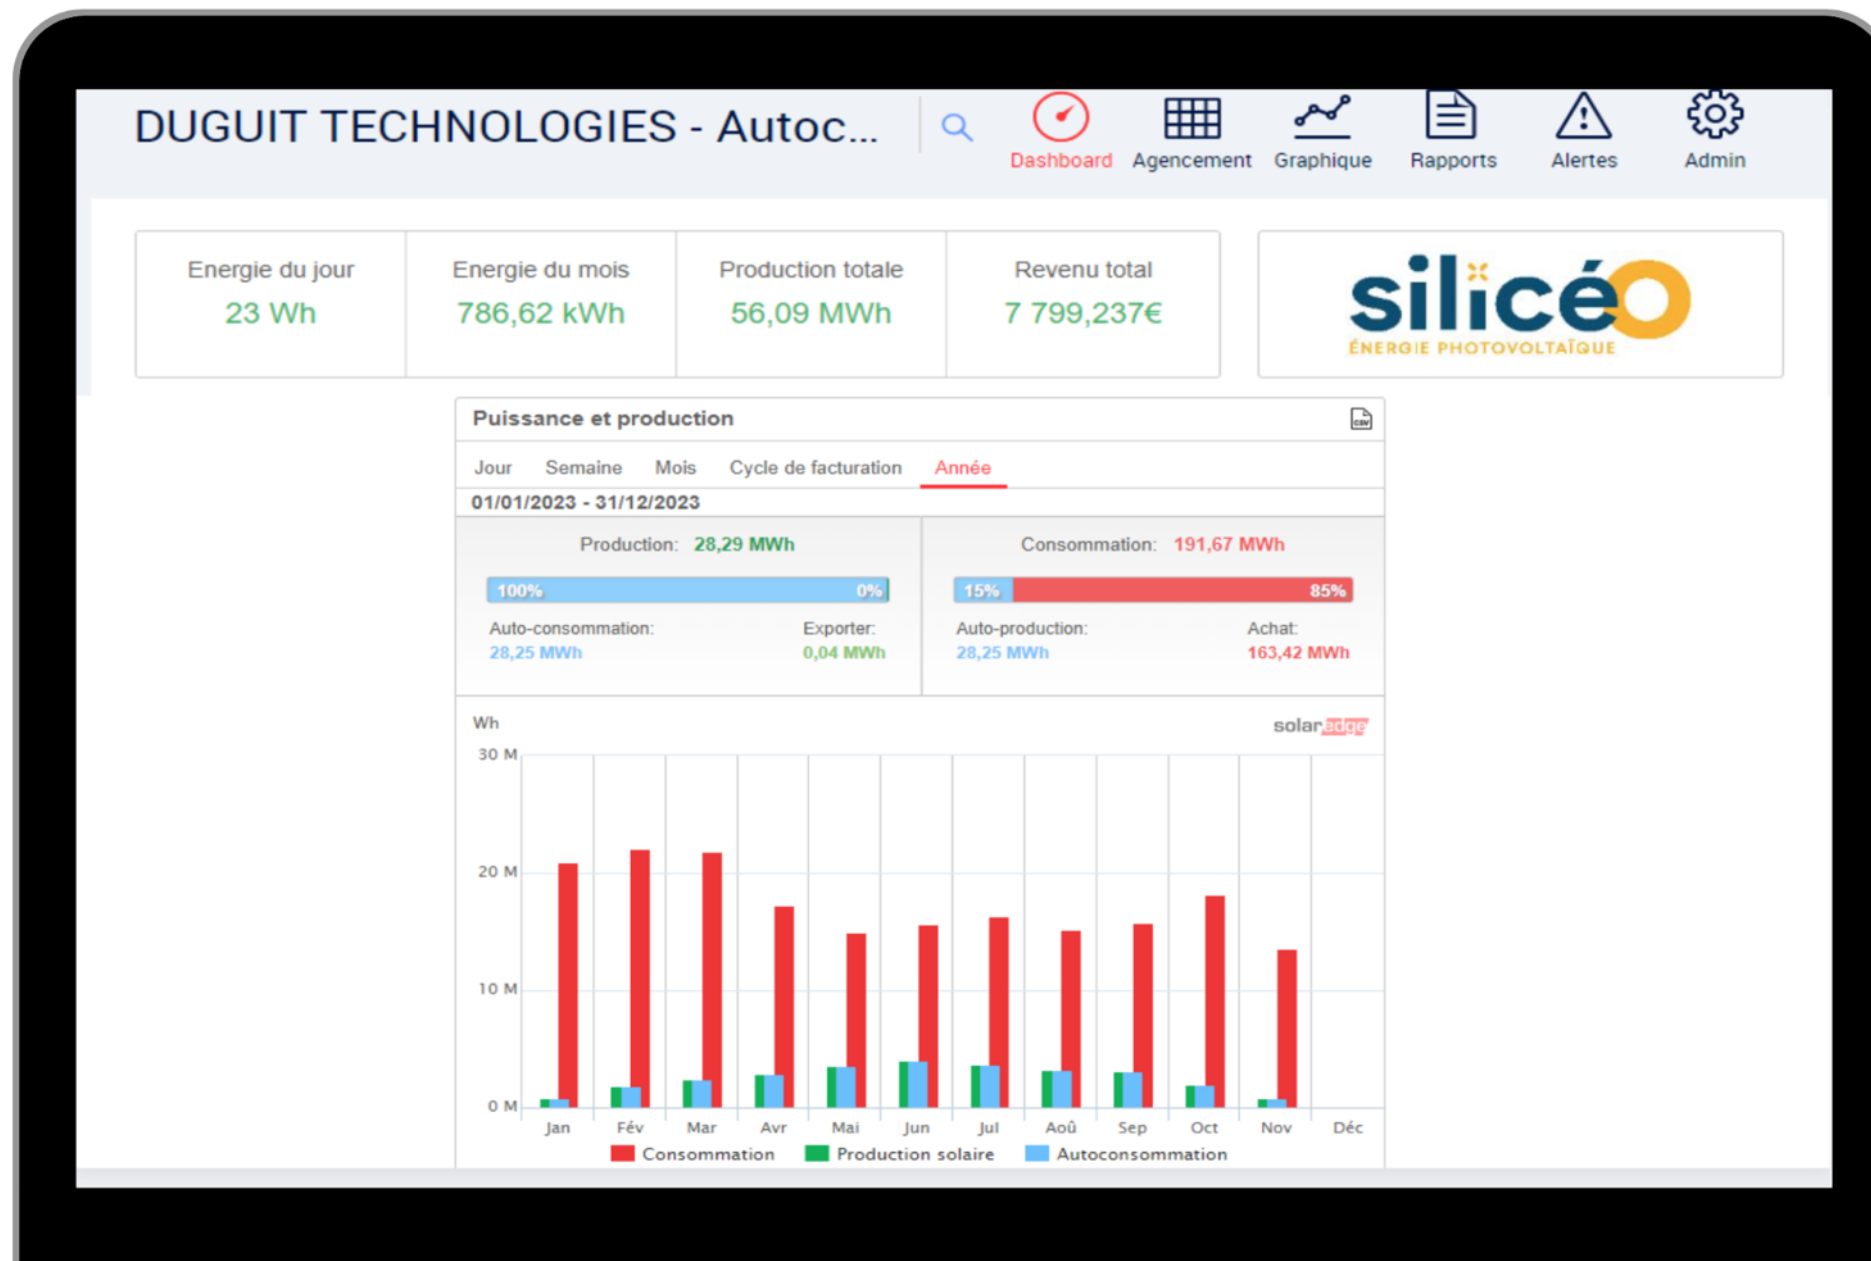 DUGUIT TECHNOLOGIES - Autoc...
Dashboard
Agencement
Graphique
Rapports
Alertes
Admin
Energie du jour
23 Wh
Energie du mois
786,62 kWh
Production totale
56,09 MWh
Revenu total
7 799,237€
silicéo
ÉNERGIE PHOTOVOLTAÏQUE
Puissance et production
CSV
Jour Semaine Mois Cycle de facturation Année
01/01/2023 - 31/12/2023
Production: 28,29 MWh
100% 0%
Auto-consommation: Exporter:
28,25 MWh 0,04 MWh
Consommation: 191,67 MWh
15% 85%
Auto-production: Achat:
28,25 MWh 163,42 MWh
Wh
solaredge
30 M
20 M
10 M
0 M
Jan Fév Mar Avr Mai Jun Jul Aoû Sep Oct Nov Déc
Consommation Production solaire Autoconsommation